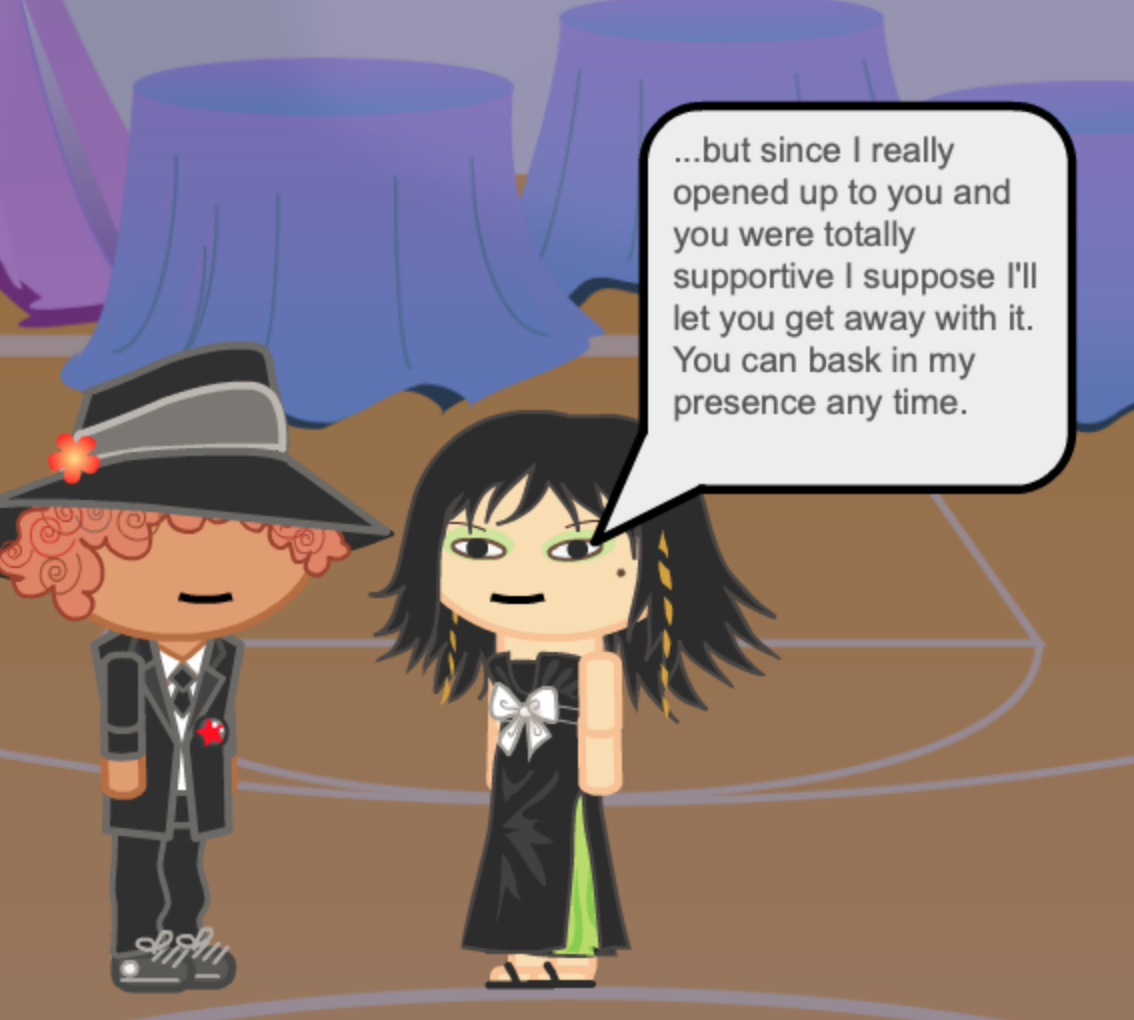 ...but since I really
opened up to you and
you were totally
supportive I suppose I'll
let you get away with it.
You can bask in my
presence any time.